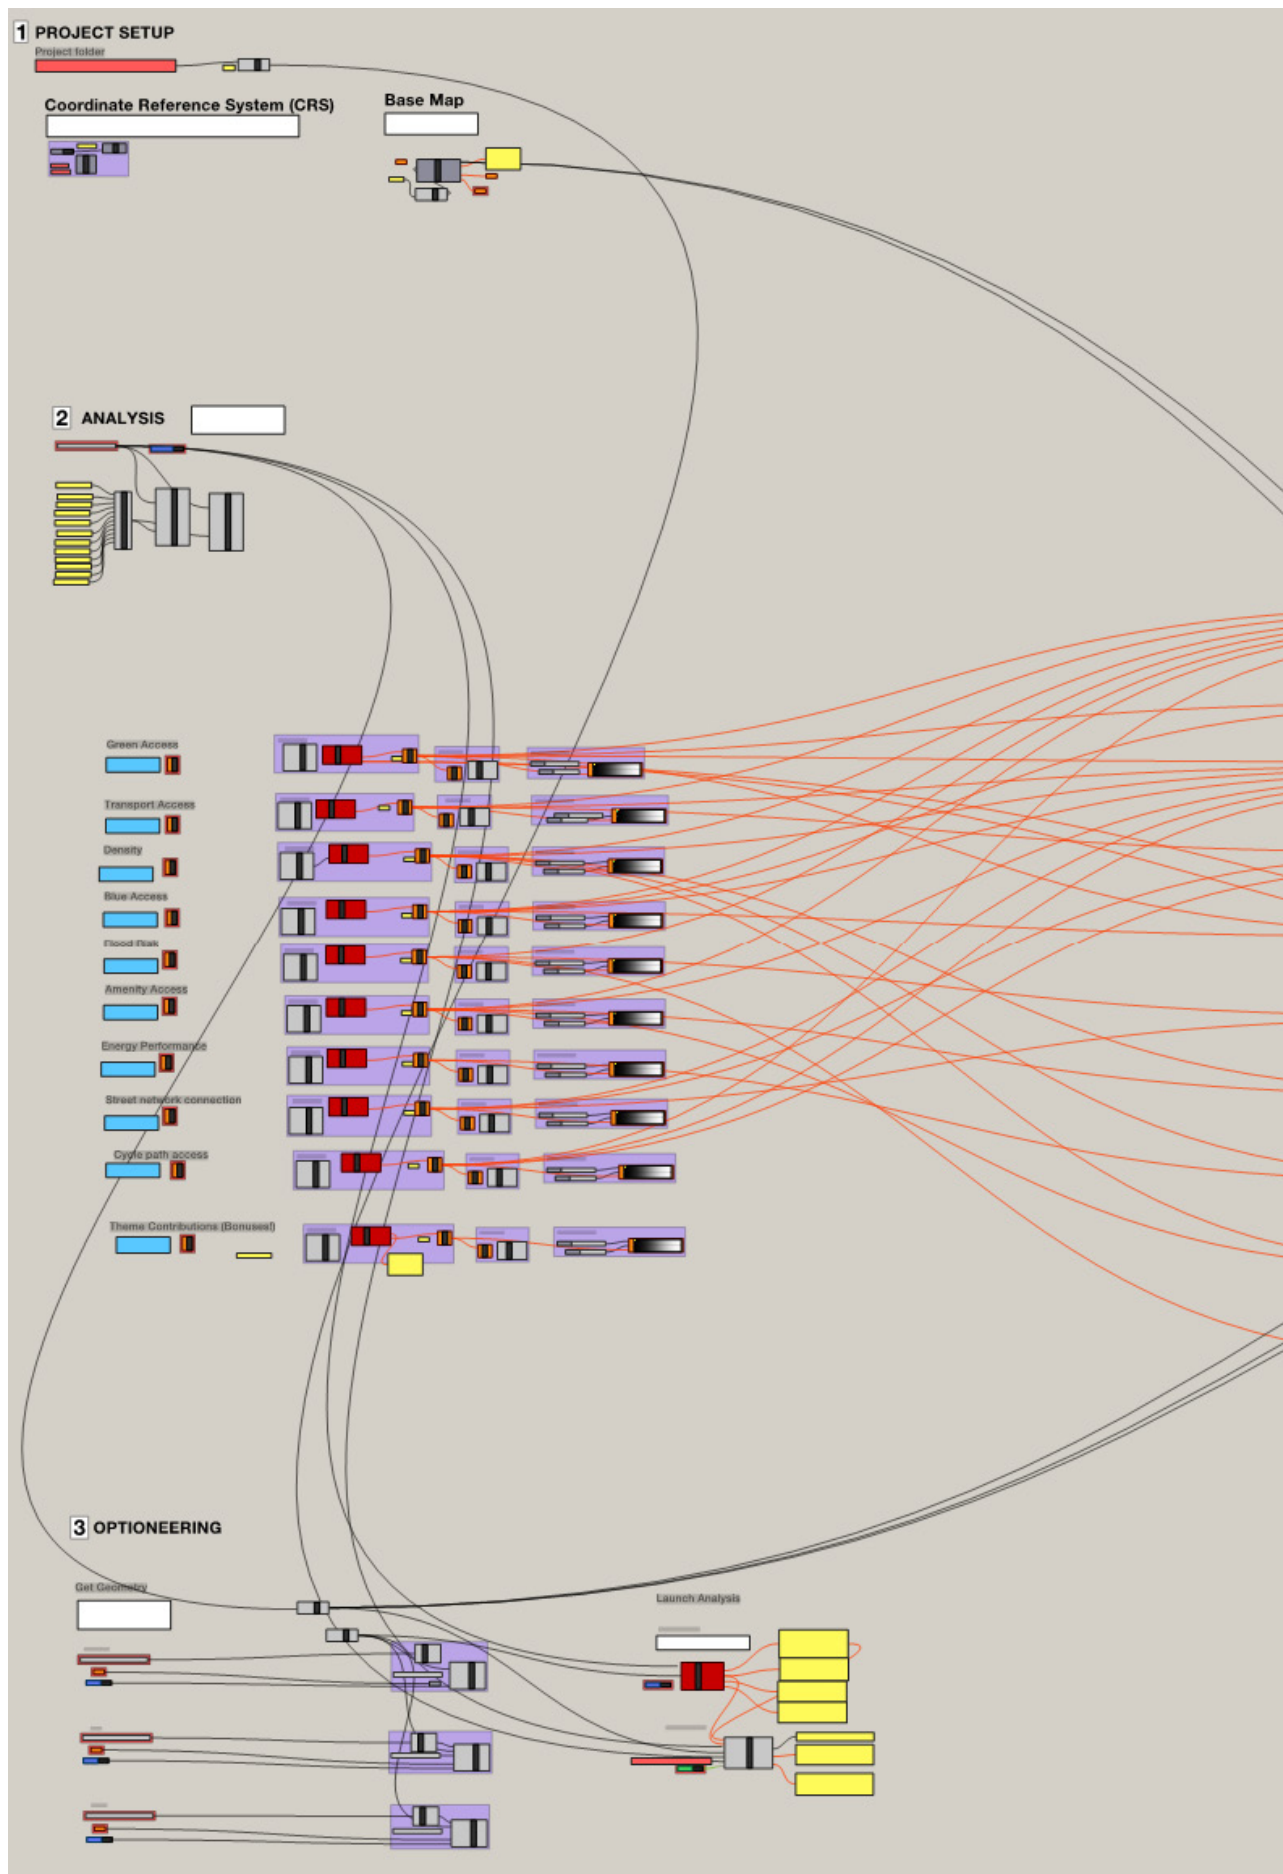 1 PROJECT SETUP
Project folder
Coordinate Reference System (CRS)
Base Map
2 ANALYSIS
Green Access
Transport Access
Density
Blue Access
Flood Risk
Amenity Access
Energy Performance
Street network connection
Cycle path access
Theme Contributions (Bonuses!)
3 OPTIONEERING
Get Geometry
Launch Analysis